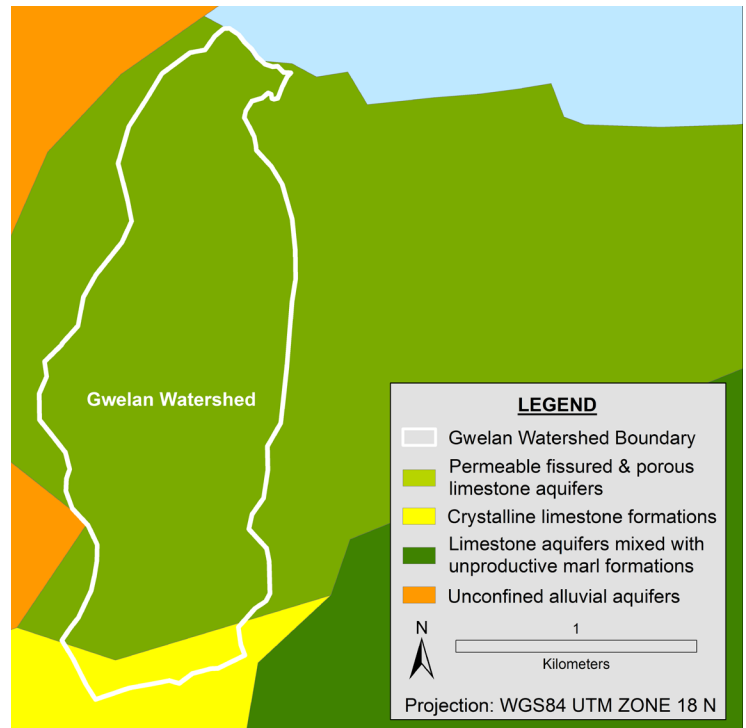 Gwelan Watershed
LEGEND
Gwelan Watershed Boundary
Permeable fissured & porous
limestone aquifers
Crystalline limestone formations
Limestone aquifers mixed with
unproductive marl formations
Unconfined alluvial aquifers
N
1
Kilometers
Projection: WGS84 UTM ZONE 18 N